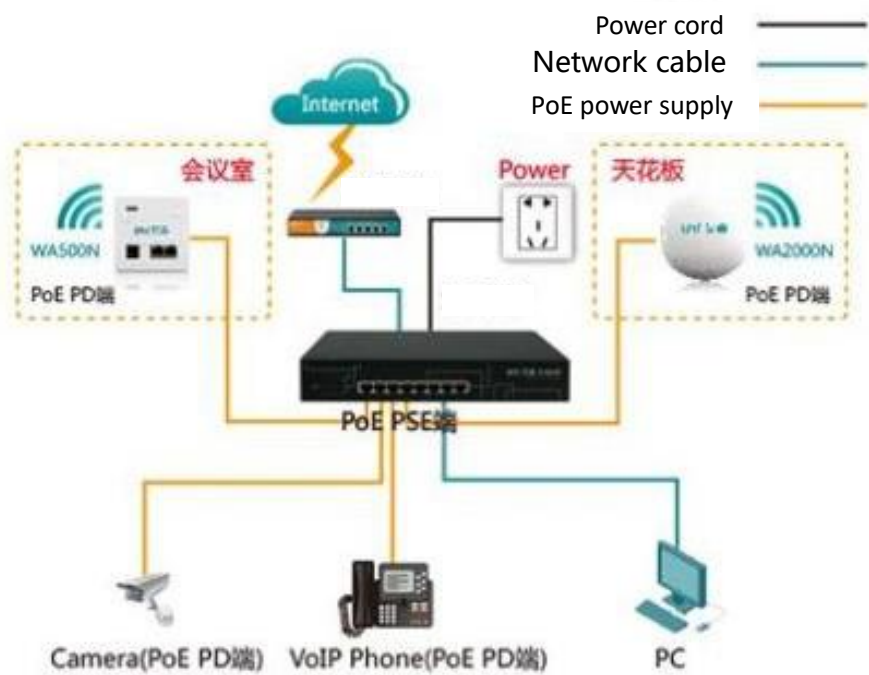 Power cord
Network cable
PoE power supply
Internet
会议室
Power
天花板
WA500N
WA2000N
PoE PD端
PoE PD端
PoE PSE端
Camera(PoE PD端)
VoIP Phone(PoE PD端)
PC